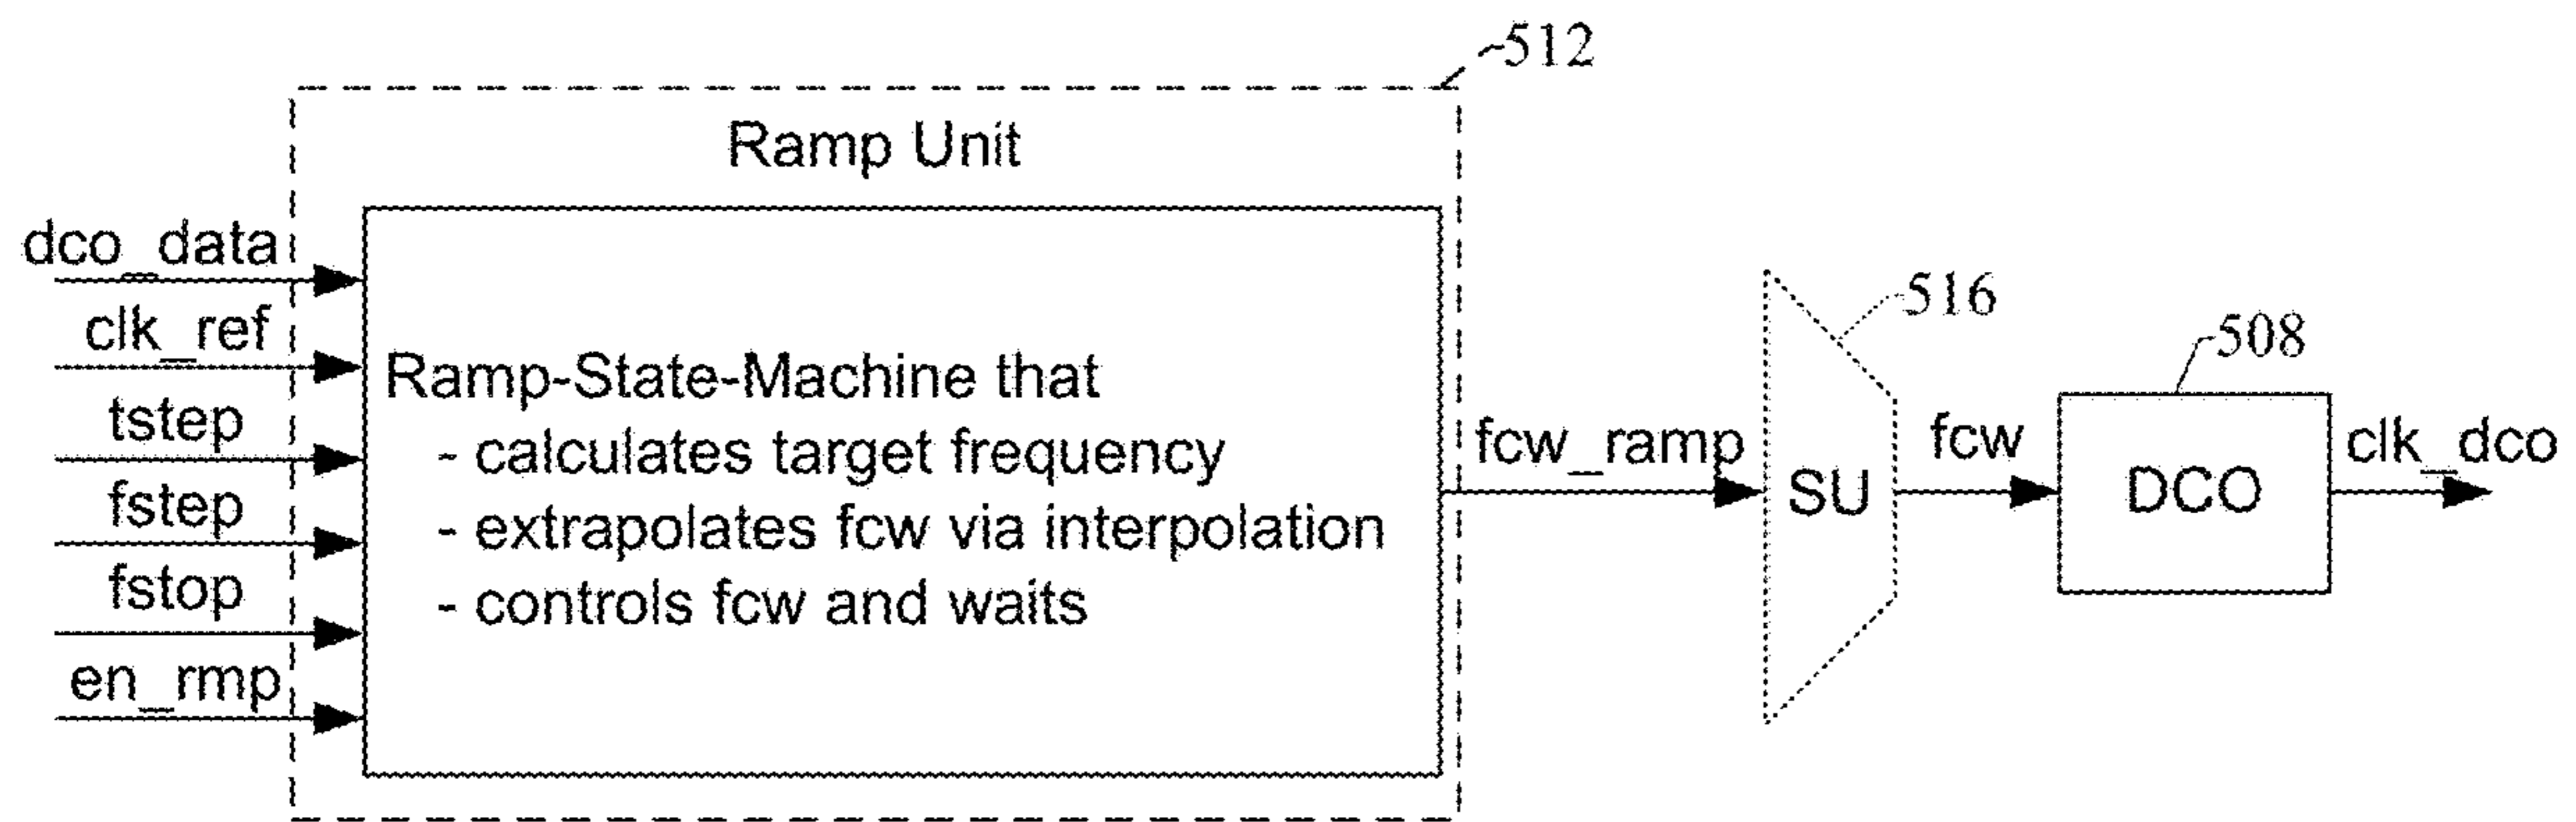 512
Ramp Unit
dco_data
clk_ref
tstep
fstep
fstop
en_rmp
Ramp-State-Machine that
- calculates target frequency
- extrapolates fcw via interpolation
- controls fcw and waits
fcw_ramp
516
SU
fcw
508
DCO
clk_dco